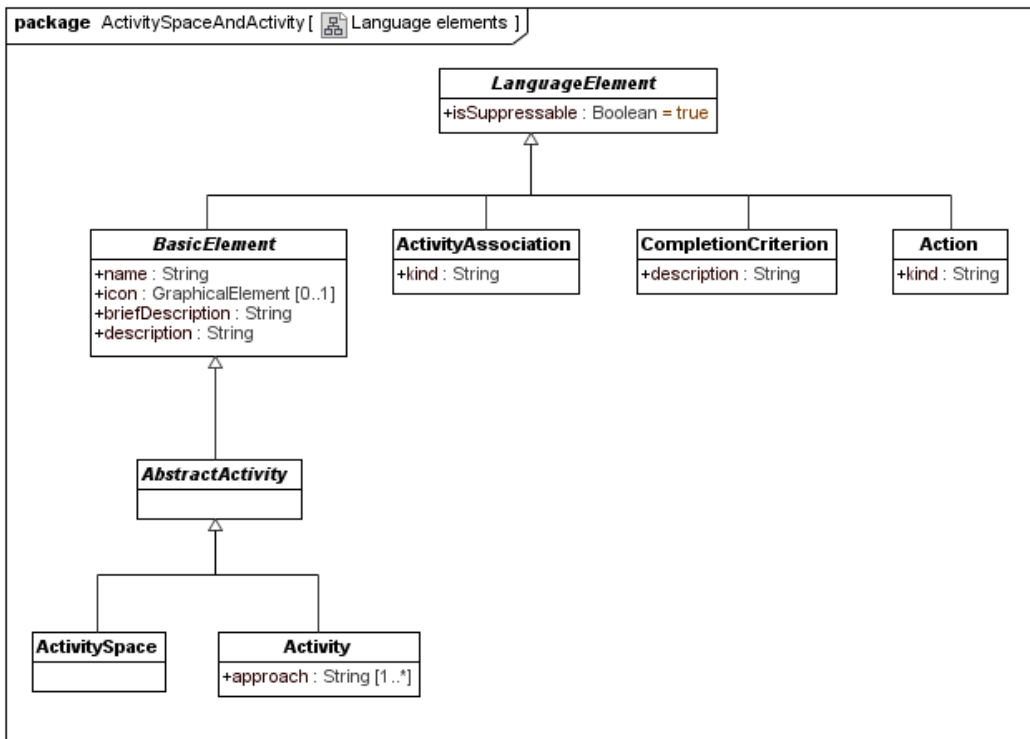 package ActivitySpaceAndActivity [ Language elements ]
LanguageElement
+isSuppressable : Boolean = true
BasicElement
+name : String
+icon : GraphicalElement [0..1]
+briefDescription : String
+description : String
ActivityAssociation
+kind : String
CompletionCriterion
+description : String
Action
+kind : String
AbstractActivity
ActivitySpace
Activity
+approach : String [1..*]